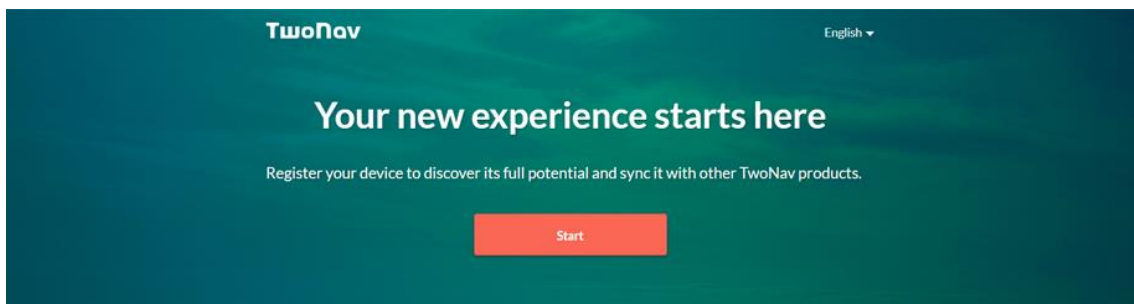 TwoNav
English
Your new experience starts here
Register your device to discover its full potential and sync it with other TwoNav products.
Start